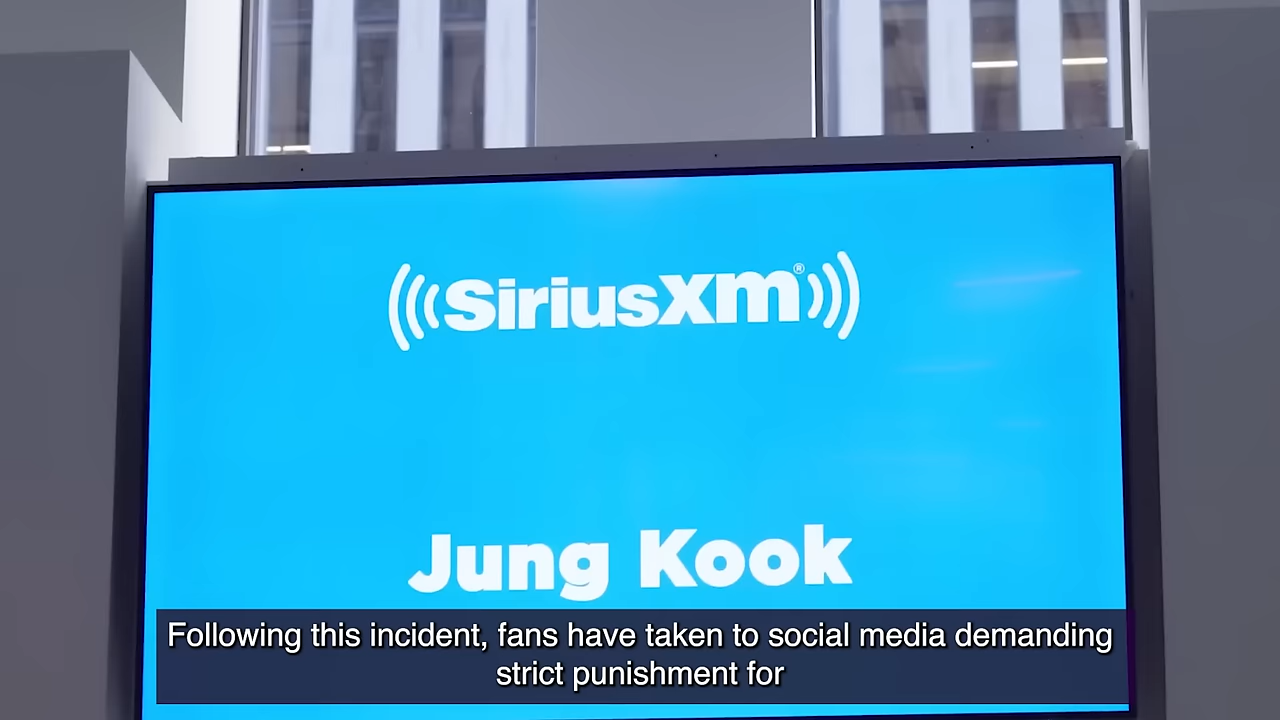 SiriusXM®
Jung Kook
Following this incident, fans have taken to social media demanding
strict punishment for